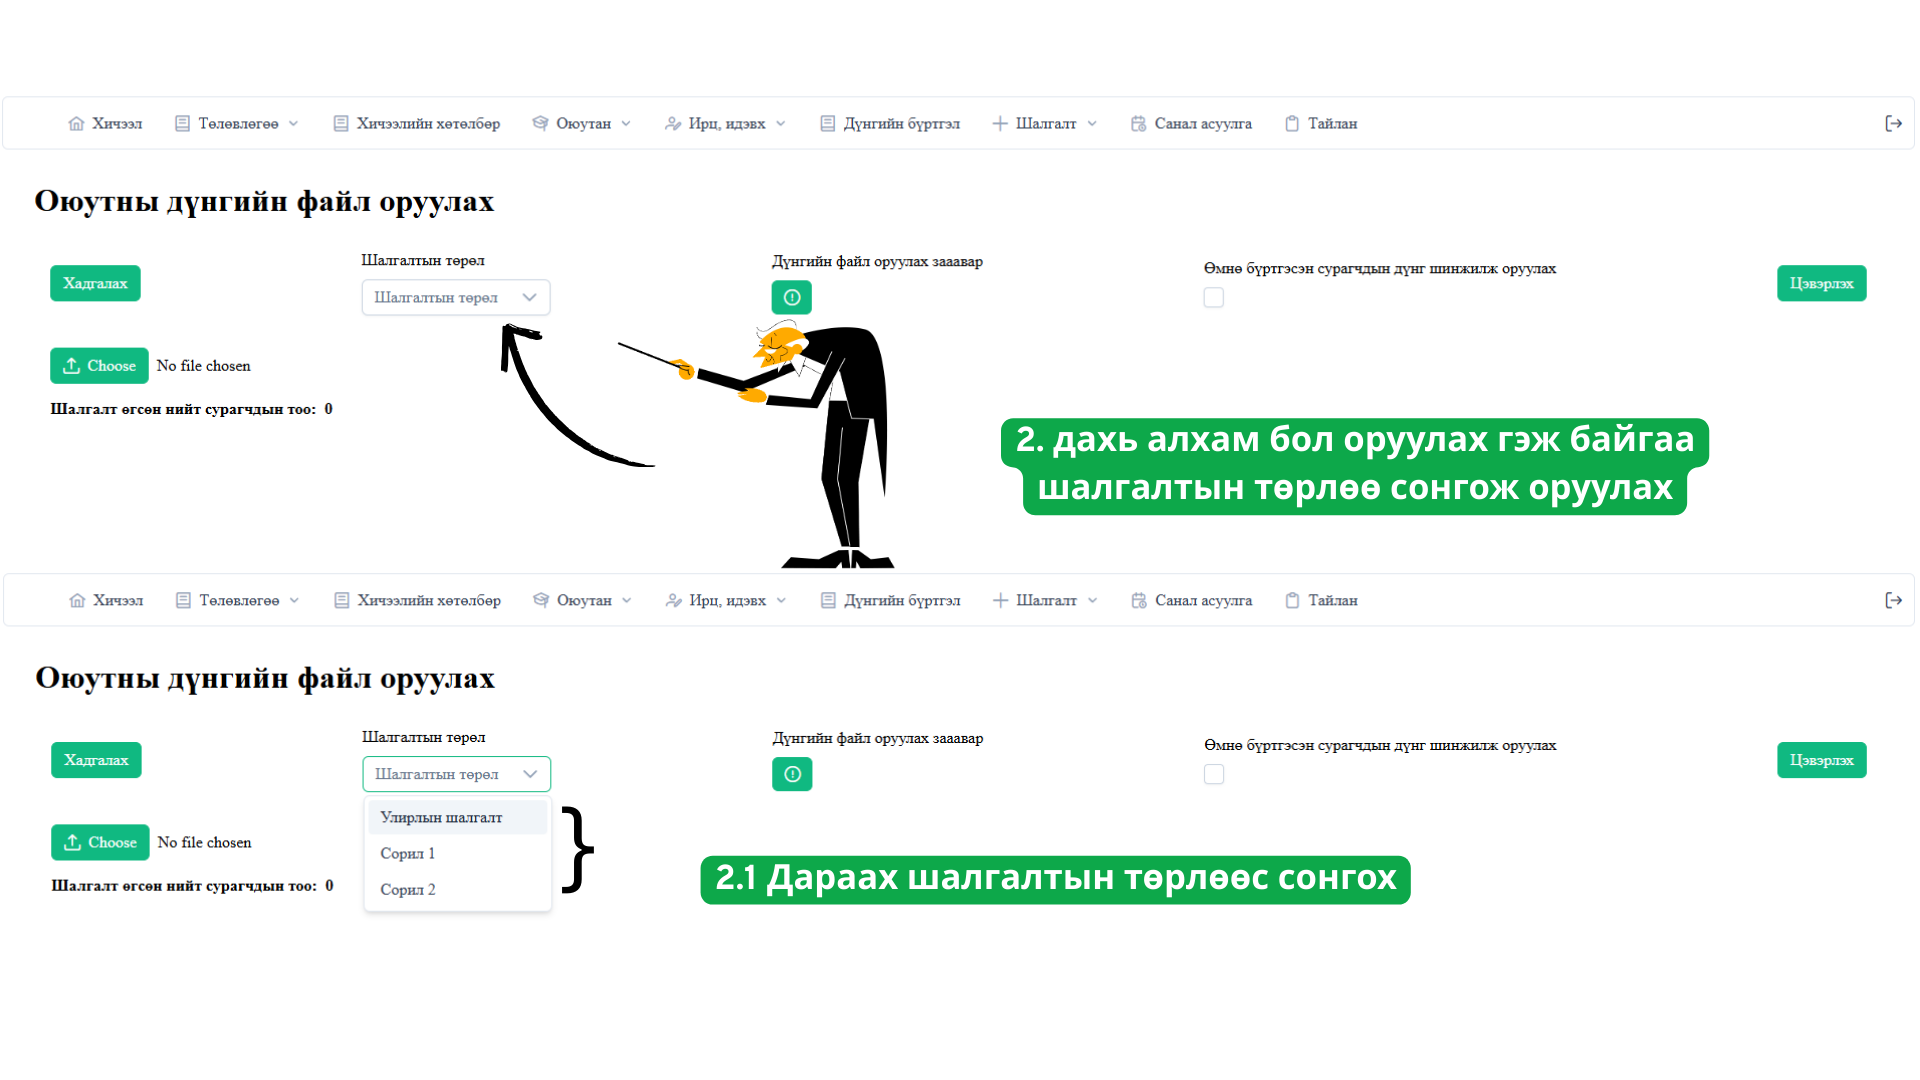 Хичээл Төлөвлөгөө Хичээлийн хөтөлбөр Оюутан Ирц, идэвх Дүнгийн бүртгэл Шалгалт Санал асуулга Тайлан
Оюутны дүнгийн файл оруулах
Хадгалах
Шалгалтын төрөл
Шалгалтын төрөл
Дүнгийн файл оруулах зааавар
Өмнө бүртгэсэн сурагчдын дүнг шинжилж оруулах
Цэвэрлэх
Choose No file chosen
Шалгалт өгсөн нийт сурагчдын тоо: 0
2. дахь алхам бол оруулах гэж байгаа
шалгалтын төрлөө сонгож оруулах
Хичээл Төлөвлөгөө Хичээлийн хөтөлбөр Оюутан Ирц, идэвх Дүнгийн бүртгэл Шалгалт Санал асуулга Тайлан
Оюутны дүнгийн файл оруулах
Хадгалах
Шалгалтын төрөл
Шалгалтын төрөл
Дүнгийн файл оруулах зааавар
Өмнө бүртгэсэн сурагчдын дүнг шинжилж оруулах
Цэвэрлэх
Улирлын шалгалт
Сорил 1
Сорил 2
Choose No file chosen
Шалгалт өгсөн нийт сурагчдын тоо: 0
2.1 Дараах шалгалтын төрлөөс сонгох